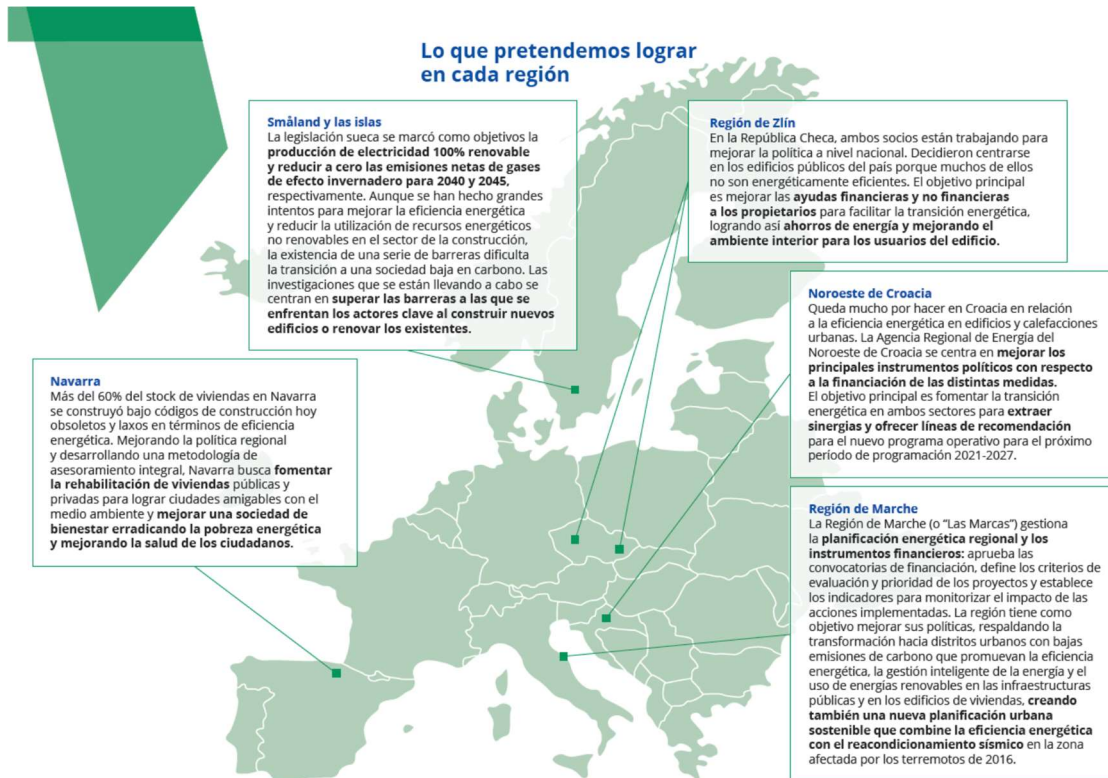 Lo que pretendemos lograr
en cada región
Småland y las islas
La legislación sueca se marcó como objetivos la
producción de electricidad 100% renovable
y reducir a cero las emisiones netas de gases
de efecto invernadero para 2040 y 2045,
respectivamente. Aunque se han hecho grandes
intentos para mejorar la eficiencia energética
y reducir la utilización de recursos energéticos
no renovables en el sector de la construcción,
la existencia de una serie de barreras dificulta
la transición a una sociedad baja en carbono. Las
investigaciones que se están llevando a cabo se
centran en superar las barreras a las que se
enfrentan los actores clave al construir nuevos
edificios o renovar los existentes.
Región de Zlín
En la República Checa, ambos socios están trabajando para
mejorar la política a nivel nacional. Decidieron centrarse
en los edificios públicos del país porque muchos de ellos
no son energéticamente eficientes. El objetivo principal
es mejorar las ayudas financieras y no financieras
a los propietarios para facilitar la transición energética,
logrando así ahorros de energía y mejorando el
ambiente interior para los usuarios del edificio.
Noroeste de Croacia
Queda mucho por hacer en Croacia en relación
a la eficiencia energética en edificios y calefacciones
urbanas. La Agencia Regional de Energía del
Noroeste de Croacia se centra en mejorar los
principales instrumentos políticos con respecto
a la financiación de las distintas medidas.
El objetivo principal es fomentar la transición
energética en ambos sectores para extraer
sinergias y ofrecer líneas de recomendación
para el nuevo programa operativo para el próximo
período de programación 2021-2027.
Navarra
Más del 60% del stock de viviendas en Navarra
se construyó bajo códigos de construcción hoy
obsoletos y laxos en términos de eficiencia
energética. Mejorando la política regional
y desarrollando una metodología de
asesoramiento integral, Navarra busca fomentar
la rehabilitación de viviendas públicas y
privadas para lograr ciudades amigables con el
medio ambiente y mejorar una sociedad de
bienestar erradicando la pobreza energética
y mejorando la salud de los ciudadanos.
Región de Marche
La Región de Marche (o “Las Marcas”) gestiona
la planificación energética regional y los
instrumentos financieros: aprueba las
convocatorias de financiación, define los criterios de
evaluación y prioridad de los proyectos y establece
los indicadores para monitorizar el impacto de las
acciones implementadas. La región tiene como
objetivo mejorar sus políticas, respaldando la
transformación hacia distritos urbanos con bajas
emisiones de carbono que promuevan la eficiencia
energética, la gestión inteligente de la energía y el
uso de energías renovables en las infraestructuras
públicas y en los edificios de viviendas, creando
también una nueva planificación urbana
sostenible que combine la eficiencia energética
con el reacondicionamiento sísmico en la zona
afectada por los terremotos de 2016.